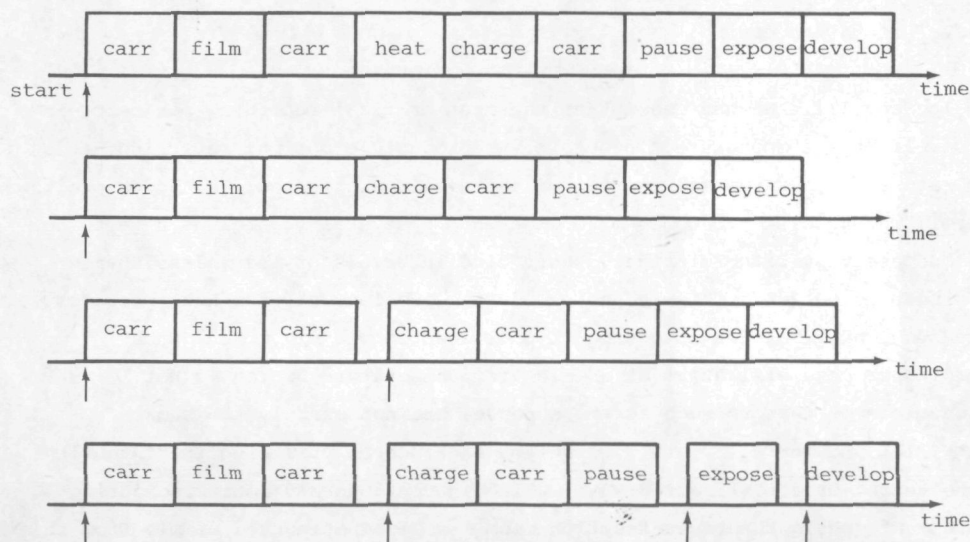 carr film carr heat charge carr pause expose develop
start time
carr film carr charge carr pause expose develop
time
carr film carr charge carr pause expose develop
time
carr film carr charge carr pause expose develop
time